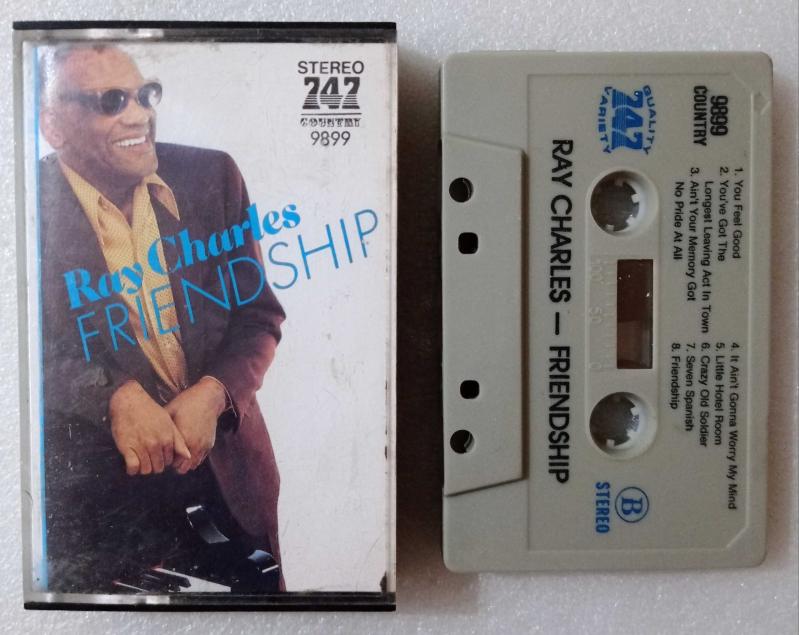 STEREO
747
COUNTRY
9899
Ray Charles
FRIENDSHIP
9899
COUNTRY
QUALITY
747
VARIETY
1. You Feel Good
2. You've Got The
Longest Leaving Act In Town
3. Ain't Your Memory Got
No Pride At All
4. It Ain't Gonna Worry My Mind
5. Little Hotel Room
6. Crazy Old Soldier
7. Seven Spanish
8. Friendship
RAY CHARLES — FRIENDSHIP
B
STEREO